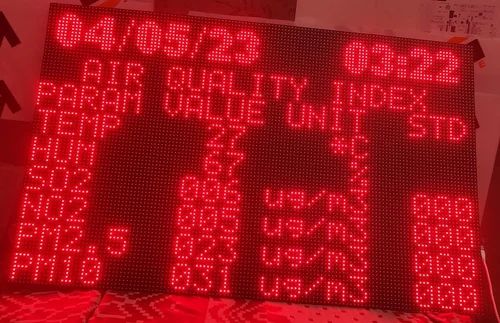 04/05/23 03:22
AIR QUALITY INDEX
PARAM VALUE UNIT STD
TEMP 27 °C
HUM 67 %
SO2 006 ug/m3 000
NO2 005 ug/m3 000
PM2.5 023 ug/m3 000
PM10 031 ug/m3 000